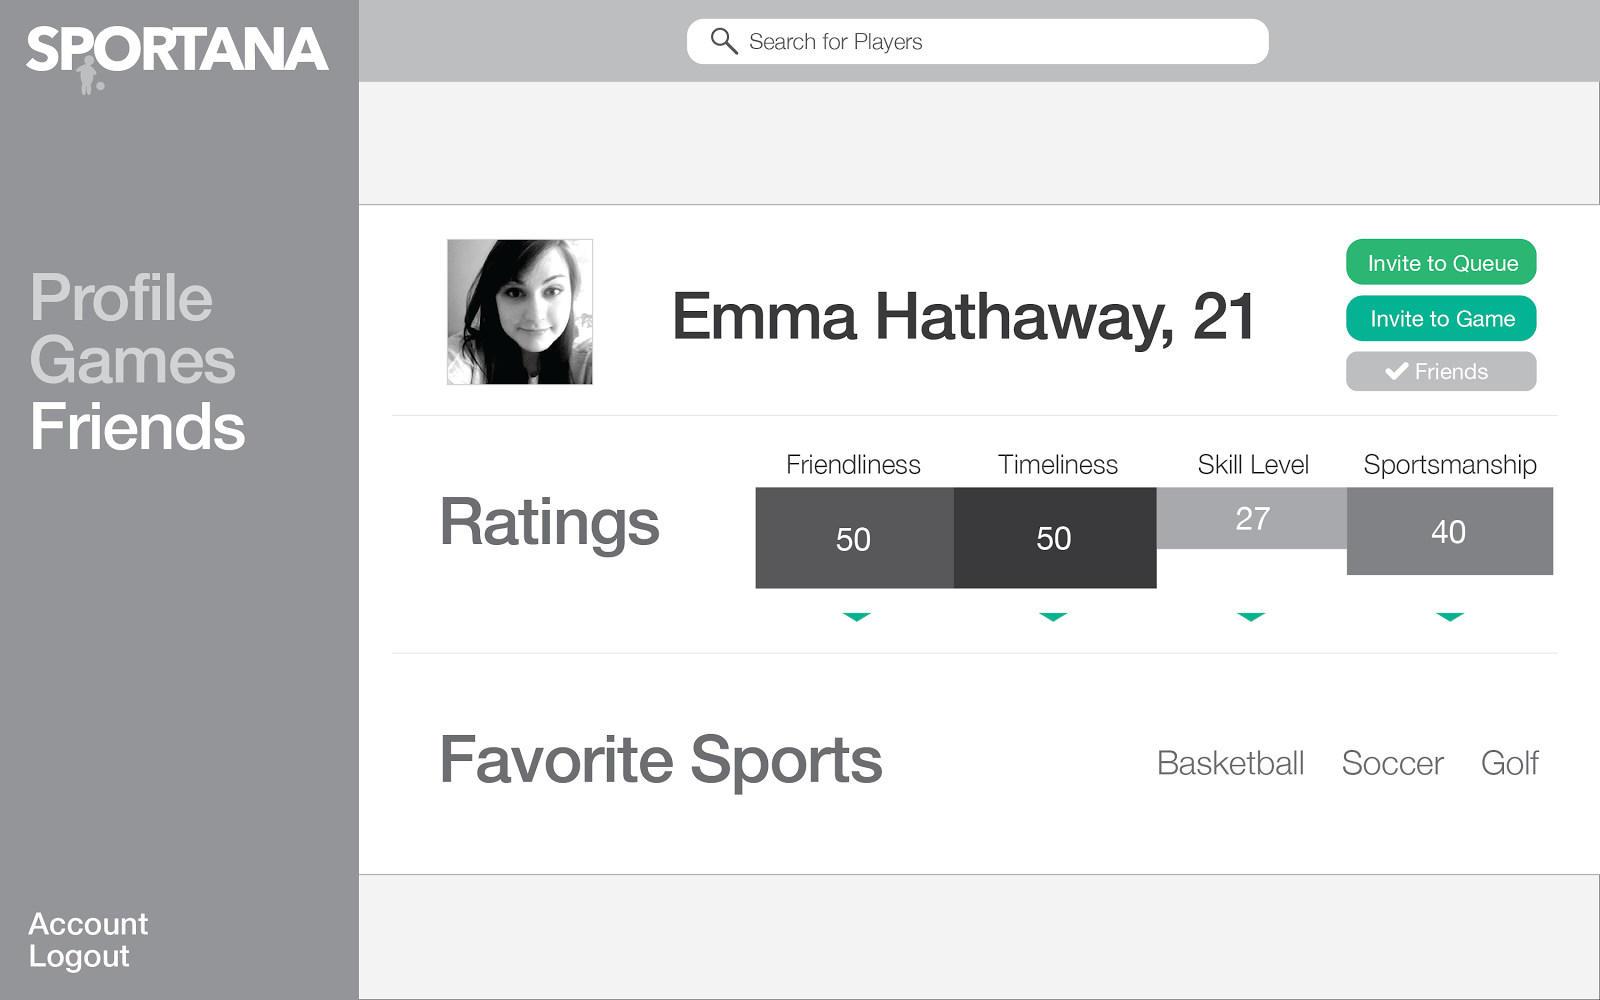 SPORTANA
Search for Players
Profile
Games
Friends
Emma Hathaway, 21
Invite to Queue
Invite to Game
Friends
Ratings
Friendliness Timeliness Skill Level Sportsmanship
50 50 27 40
Favorite Sports
Basketball Soccer Golf
Account
Logout